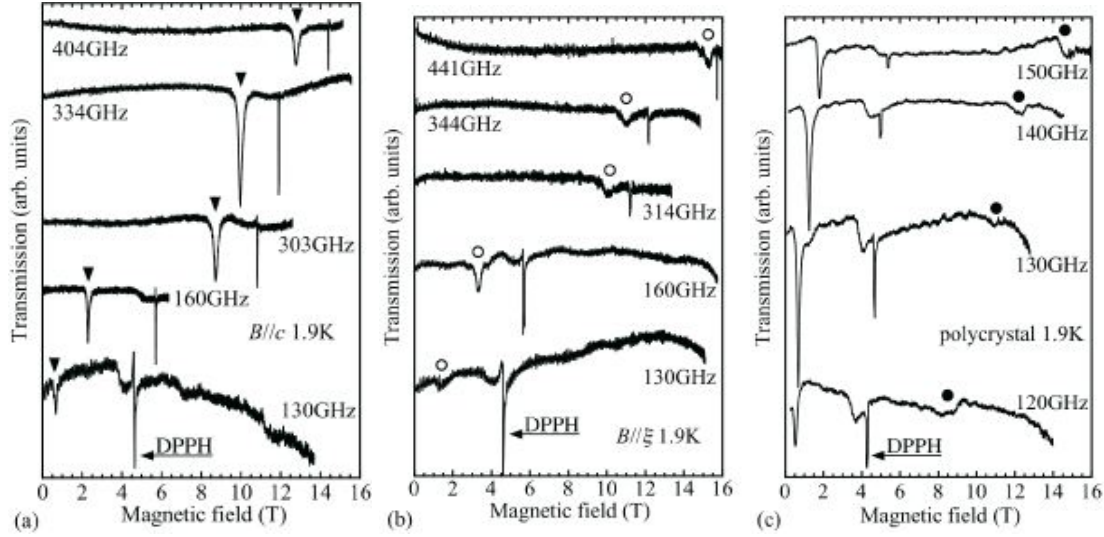 404GHz
334GHz
303GHz
160GHz
B//c 1.9K
130GHz
DPPH
Transmission (arb. units)
0 2 4 6 8 10 12 14 16
(a) Magnetic field (T)
441GHz
344GHz
314GHz
160GHz
130GHz
DPPH
B//ξ 1.9K
Transmission (arb. units)
0 2 4 6 8 10 12 14 16
(b) Magnetic field (T)
150GHz
140GHz
130GHz
polycrystal 1.9K
120GHz
DPPH
Transmission (arb. units)
0 2 4 6 8 10 12 14 16
(c) Magnetic field (T)